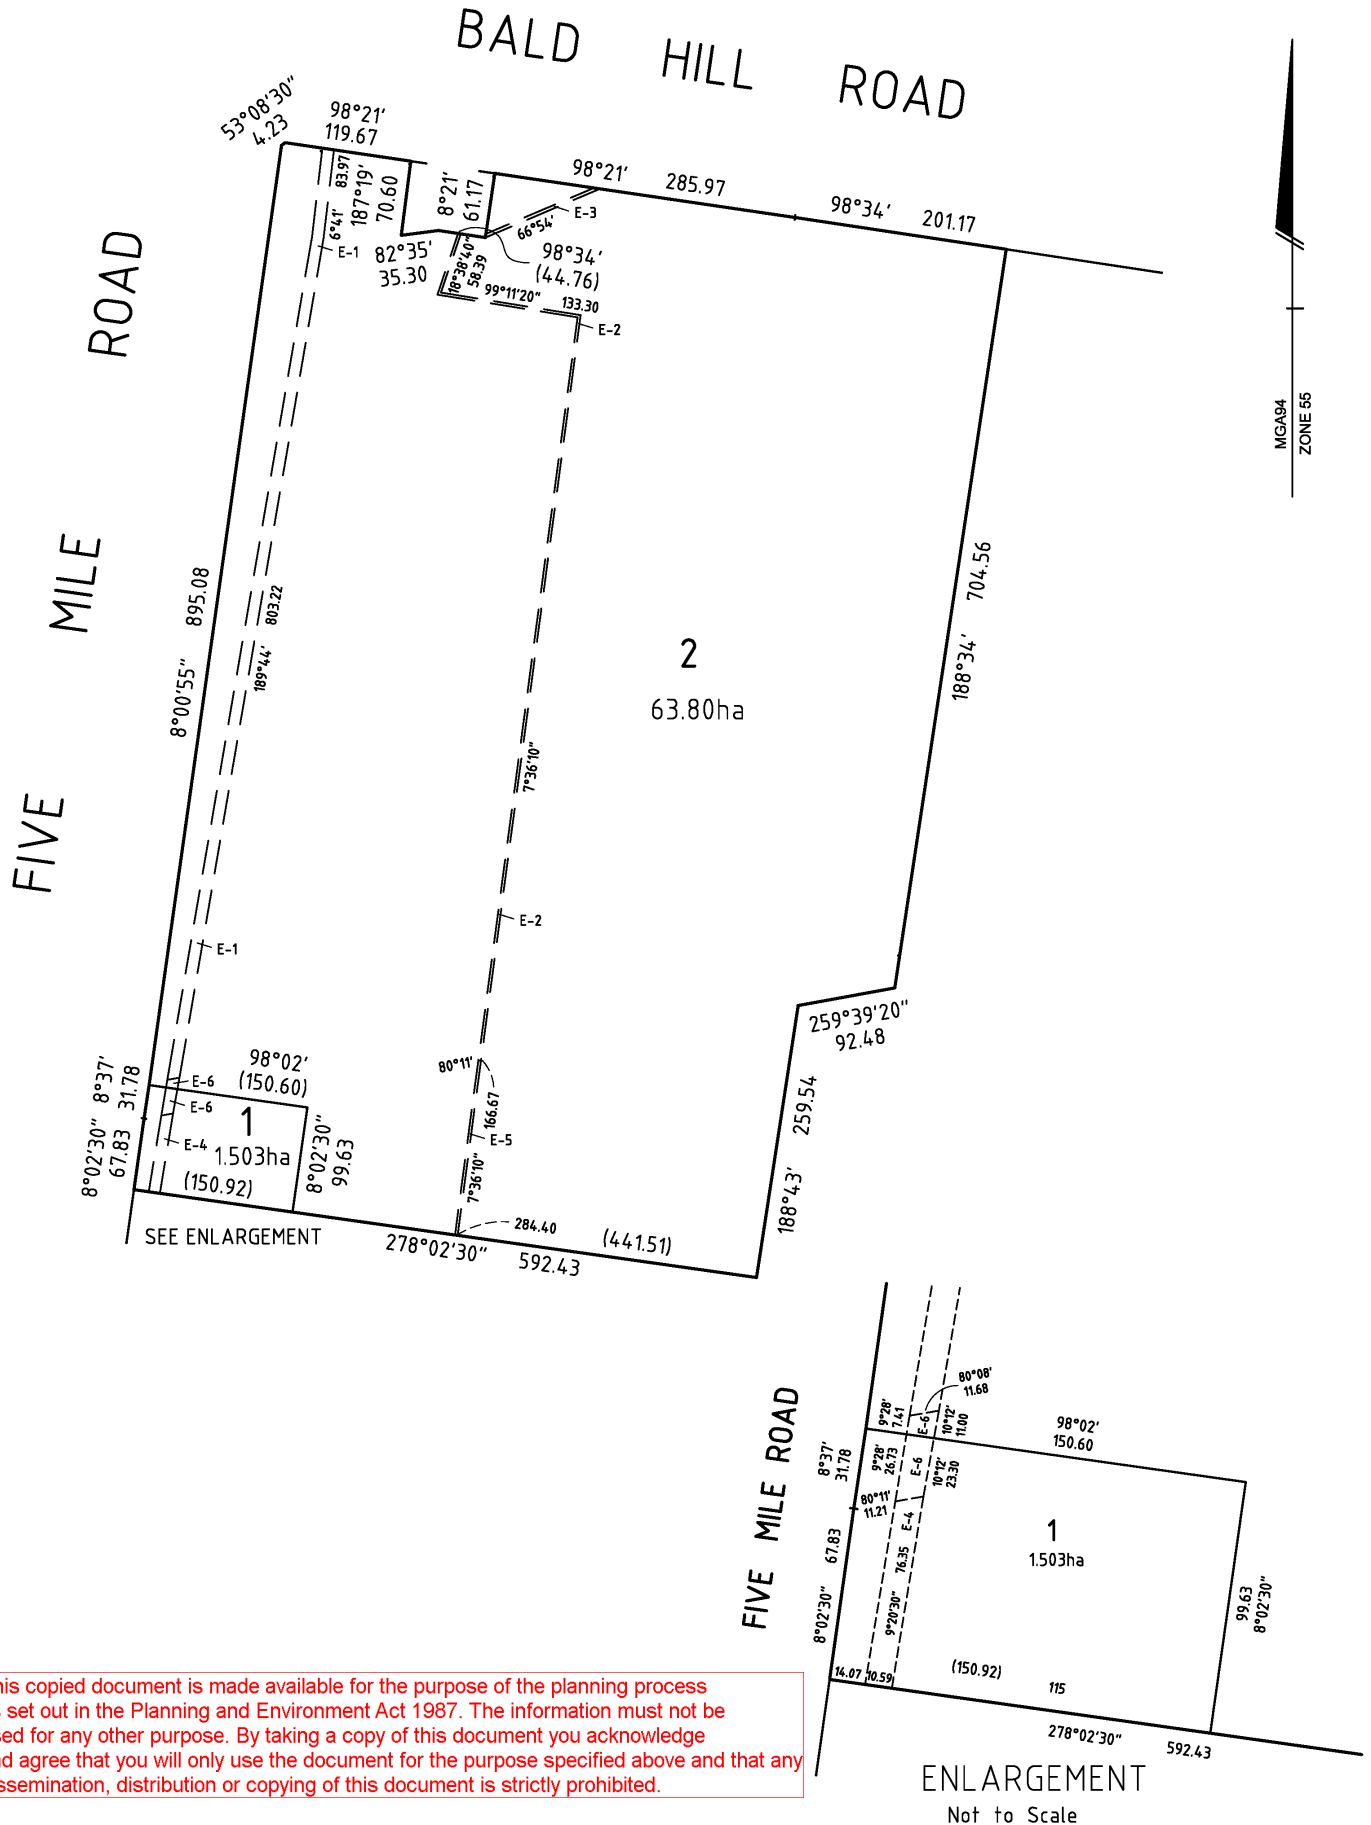 BALD HILL ROAD
53°08'30"
4.23
98°21'
119.67
83.97
187°19'
70.60
6°41'
E-1
8°21'
61.17
82°35'
35.30
98°21' 285.97
E-3
66°54'
98°34'
(44.76)
18°38'40"
58.39
99°11'20" 133.30
E-2
98°34' 201.17
MGA94
ZONE 55
FIVE MILE ROAD
8°00'55" 895.08
189°44' 803.22
2
63.80ha
188°34' 704.56
7°36'10"
E-2
E-1
259°39'20"
92.48
188°43' 259.54
80°11'
166.67
E-5
7°36'10"
8°37'
31.78
8°02'30"
67.83
98°02'
(150.60)
E-6
E-6
E-4
1
1.503ha
(150.92)
8°02'30"
99.63
SEE ENLARGEMENT
284.40
(441.51)
278°02'30" 592.43
FIVE MILE ROAD
8°37'
31.78
8°02'30" 67.83
80°08'
11.68
9°28'
7.41
E-6
10°12'
11.00
98°02'
150.60
9°28'
26.73
E-6
10°12'
23.30
80°11'
11.21
E-4
76.35
9°20'30"
1
1.503ha
99.63
8°02'30"
14.07 10.59
(150.92)
115
278°02'30" 592.43
ENLARGEMENT
Not to Scale
his copied document is made available for the purpose of the planning process
s set out in the Planning and Environment Act 1987. The information must not be
sed for any other purpose. By taking a copy of this document you acknowledge
nd agree that you will only use the document for the purpose specified above and that any
ssemination, distribution or copying of this document is strictly prohibited.